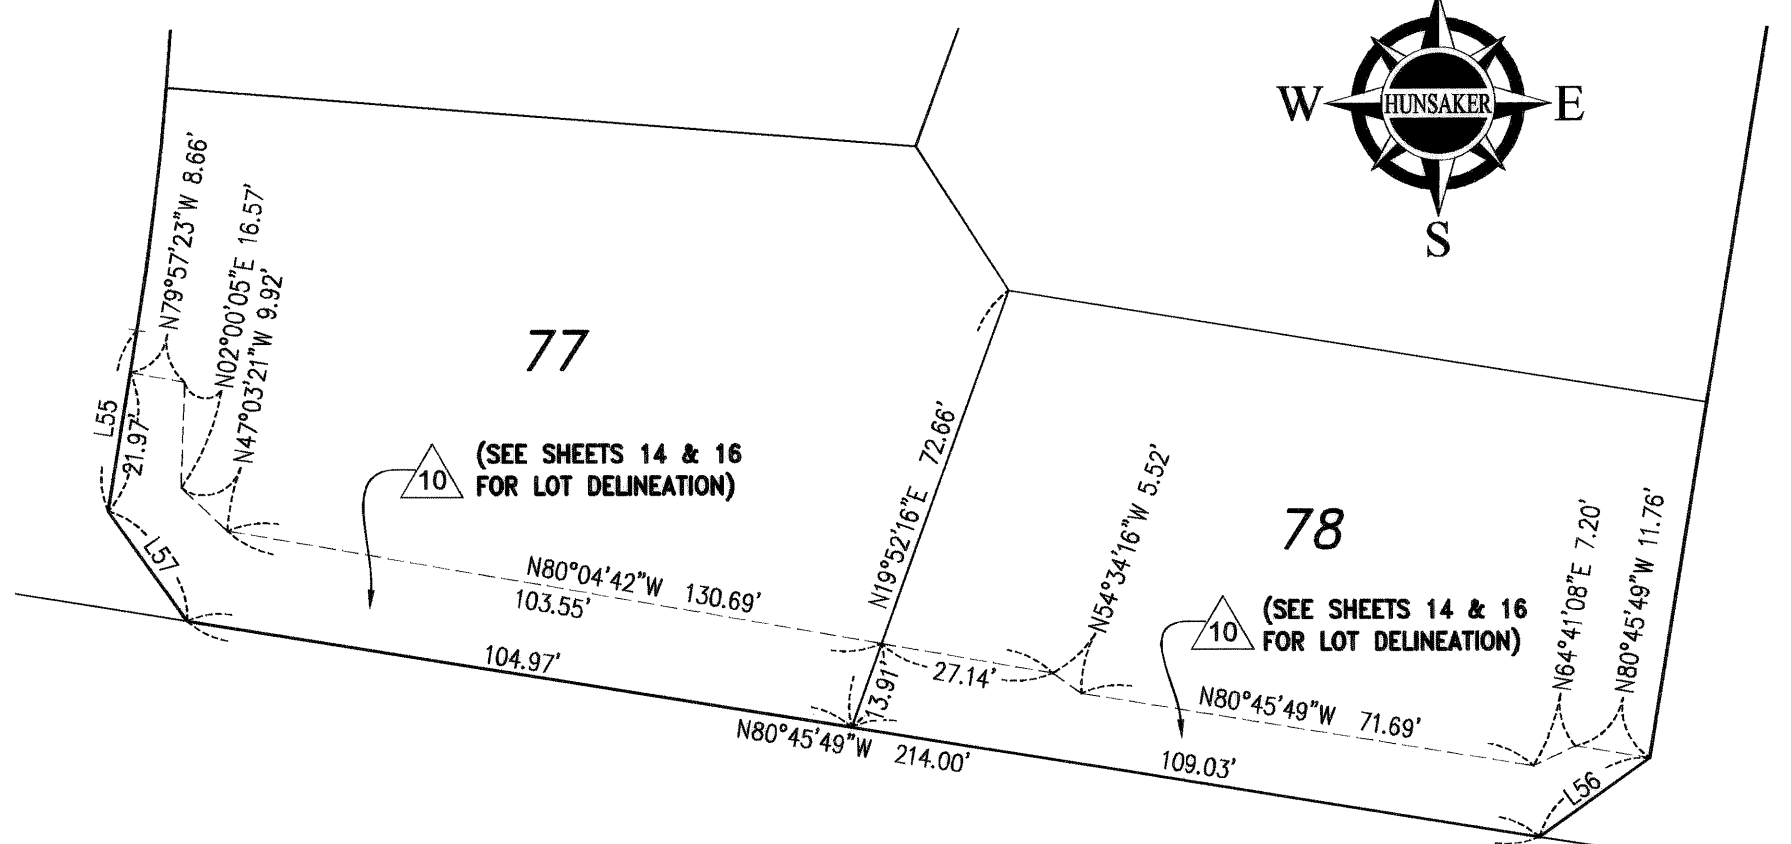 W HUNSAKER E
S
N79°57'23"W 8.66'
N02°00'05"E 16.57'
N47°03'21"W 9.92'
77
L55
21.97'
L57
10
(SEE SHEETS 14 & 16
FOR LOT DELINEATION)
N80°04'42"W 130.69'
103.55'
104.97'
N19°52'16"E 72.66'
13.91'
27.14'
N54°34'16"W 5.52'
78
10
(SEE SHEETS 14 & 16
FOR LOT DELINEATION)
N64°41'08"E 7.20'
N80°45'49"W 11.76'
N80°45'49"W 71.69'
N80°45'49"W 214.00'
109.03'
L56